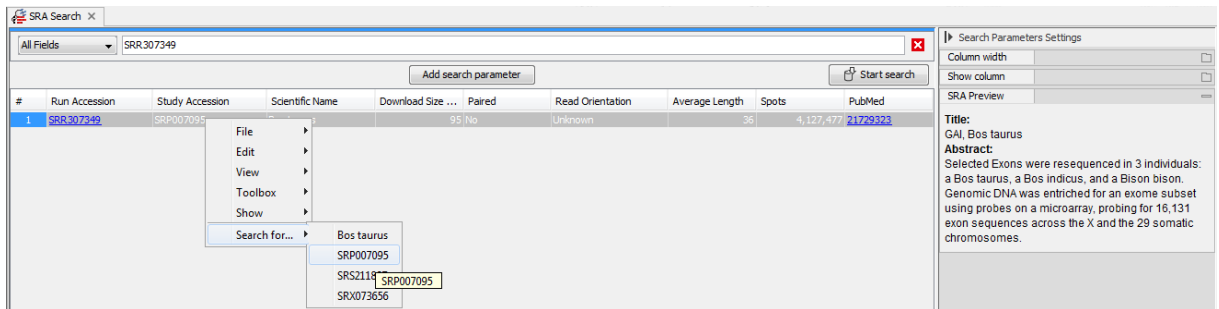 SRA Search
All Fields SRR307349
Add search parameter Start search
# Run Accession Study Accession Scientific Name Download Size ... Paired Read Orientation Average Length Spots PubMed
1 SRR307349 SRP007095 95 No Unknown 36 4,127,477 21729323
File
Edit
View
Toolbox
Show
Search for...
Bos taurus
SRP007095
SRP007095
SRX073656
Search Parameters Settings
Column width
Show column
SRA Preview
Title:
GAI, Bos taurus
Abstract:
Selected Exons were resequenced in 3 individuals:
a Bos taurus, a Bos indicus, and a Bison bison.
Genomic DNA was entriched for an exome subset
using probes on a microarray, probing for 16,131
exon sequences across the X and the 29 somatic
chromosomes.